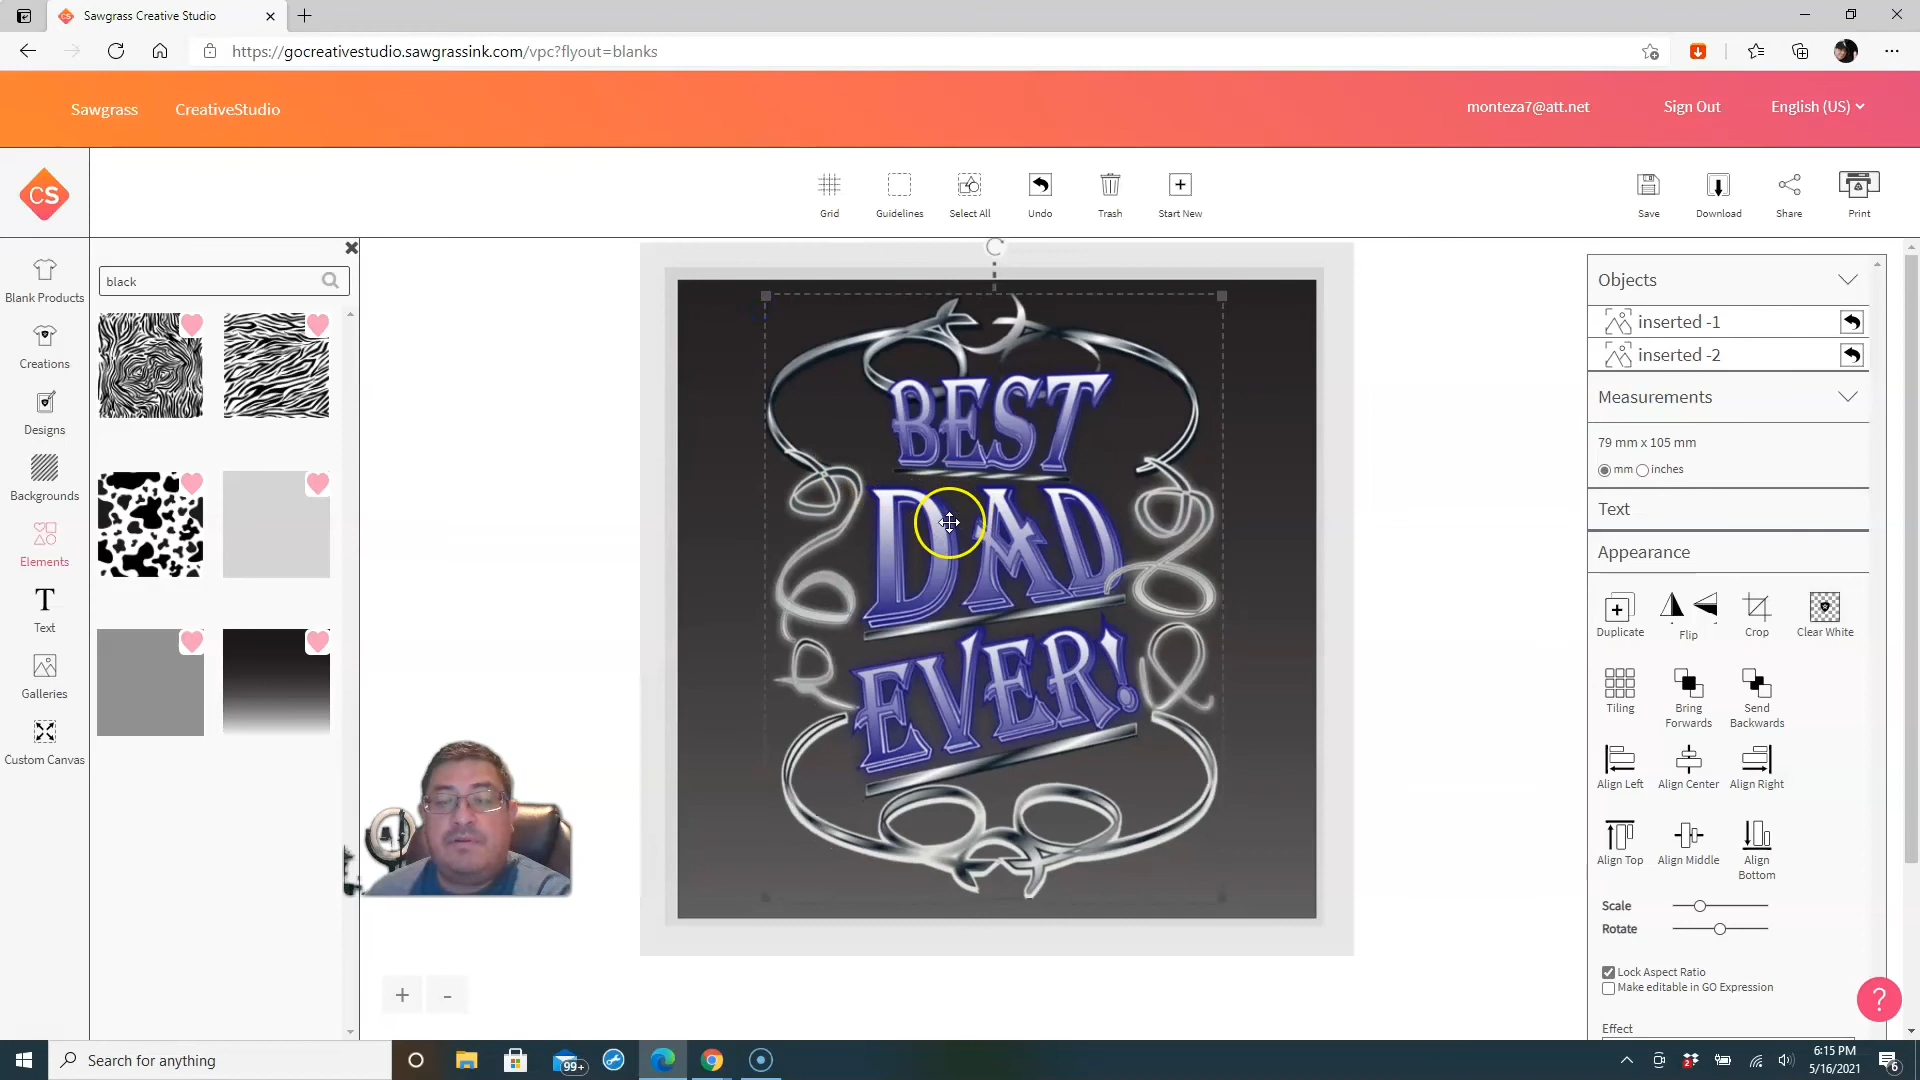 Sawgrass Creative Studio
https://gocreativestudio.sawgrassink.com/vpc?flyout=blanks
Sawgrass
CreativeStudio
monteza7@att.net
Sign Out
English (US)
CS
Grid
Guidelines
Select All
Undo
Trash
Start New
Save
Download
Share
Print
Blank Products
Creations
Designs
Backgrounds
Elements
T
Text
Galleries
Custom Canvas
black
BEST
DAD
EVER!
+
-
Objects
inserted -1
inserted -2
Measurements
79 mm x 105 mm
mm
inches
Text
Appearance
Duplicate
Flip
Crop
Clear White
Tiling
Bring Forwards
Send Backwards
Align Left
Align Center
Align Right
Align Top
Align Middle
Align Bottom
Scale
Rotate
Lock Aspect Ratio
Make editable in GO Expression
Effect
?
Search for anything
99+
2
6:15 PM
5/16/2021
6